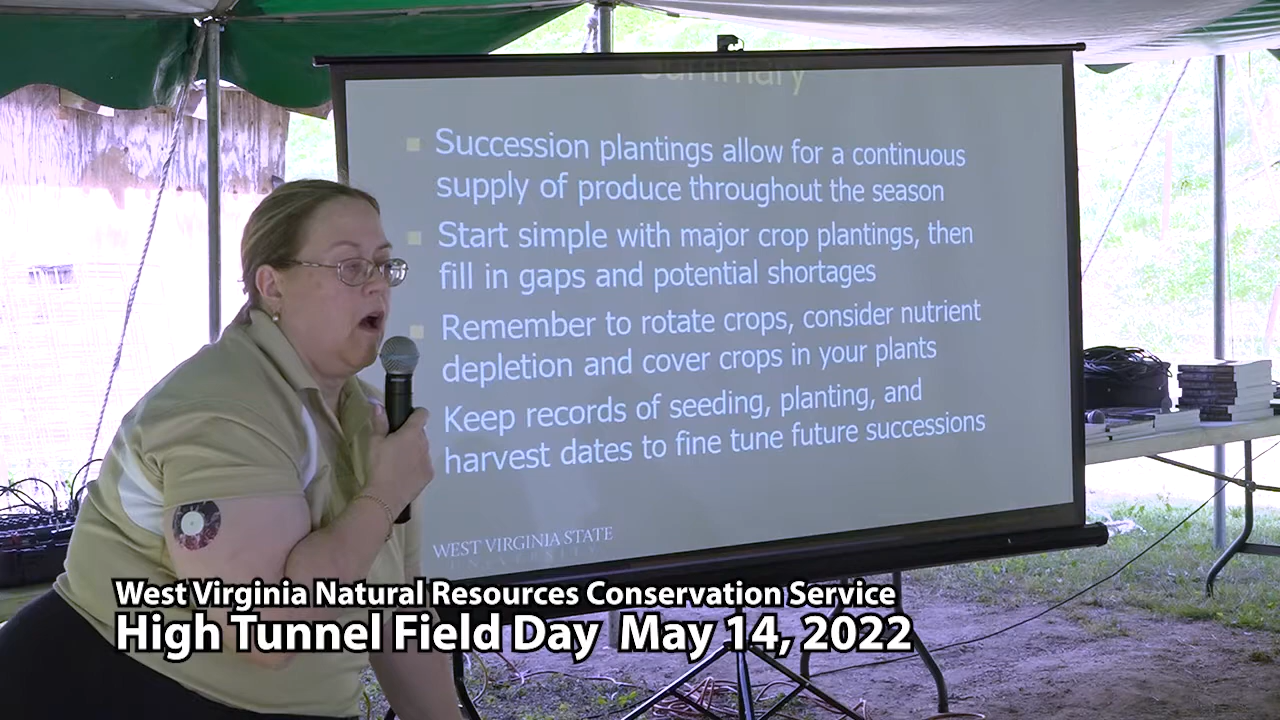 Summary
Succession plantings allow for a continuous
supply of produce throughout the season
Start simple with major crop plantings, then
fill in gaps and potential shortages
Remember to rotate crops, consider nutrient
depletion and cover crops in your plants
Keep records of seeding, planting, and
harvest dates to fine tune future successions
WEST VIRGINIA STATE
UNIVERSITY
West Virginia Natural Resources Conservation Service
High Tunnel Field Day May 14, 2022